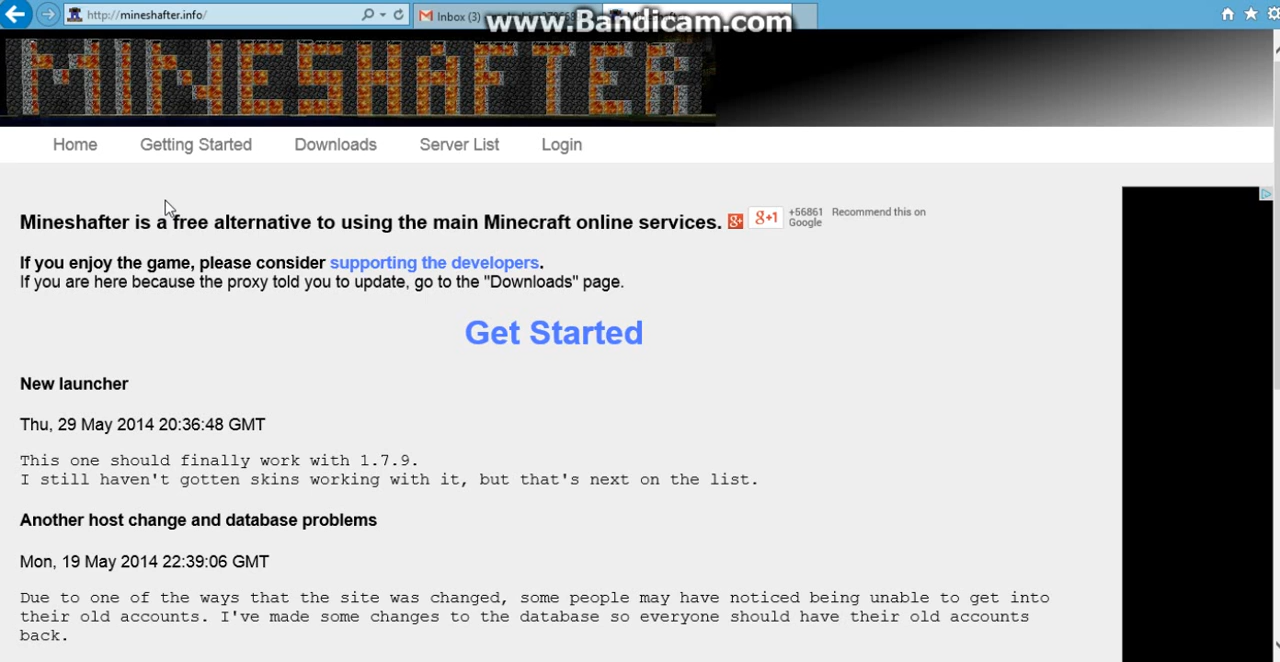 http://mineshafter.info/
Inbox (3)
www.Bandicam.com
MINESHAFTER
Home Getting Started Downloads Server List Login
Mineshafter is a free alternative to using the main Minecraft online services.
g+ g+1 +56861 Recommend this on
Google
If you enjoy the game, please consider supporting the developers.
If you are here because the proxy told you to update, go to the "Downloads" page.
Get Started
New launcher
Thu, 29 May 2014 20:36:48 GMT
This one should finally work with 1.7.9.
I still haven't gotten skins working with it, but that's next on the list.
Another host change and database problems
Mon, 19 May 2014 22:39:06 GMT
Due to one of the ways that the site was changed, some people may have noticed being unable to get into
their old accounts. I've made some changes to the database so everyone should have their old accounts
back.